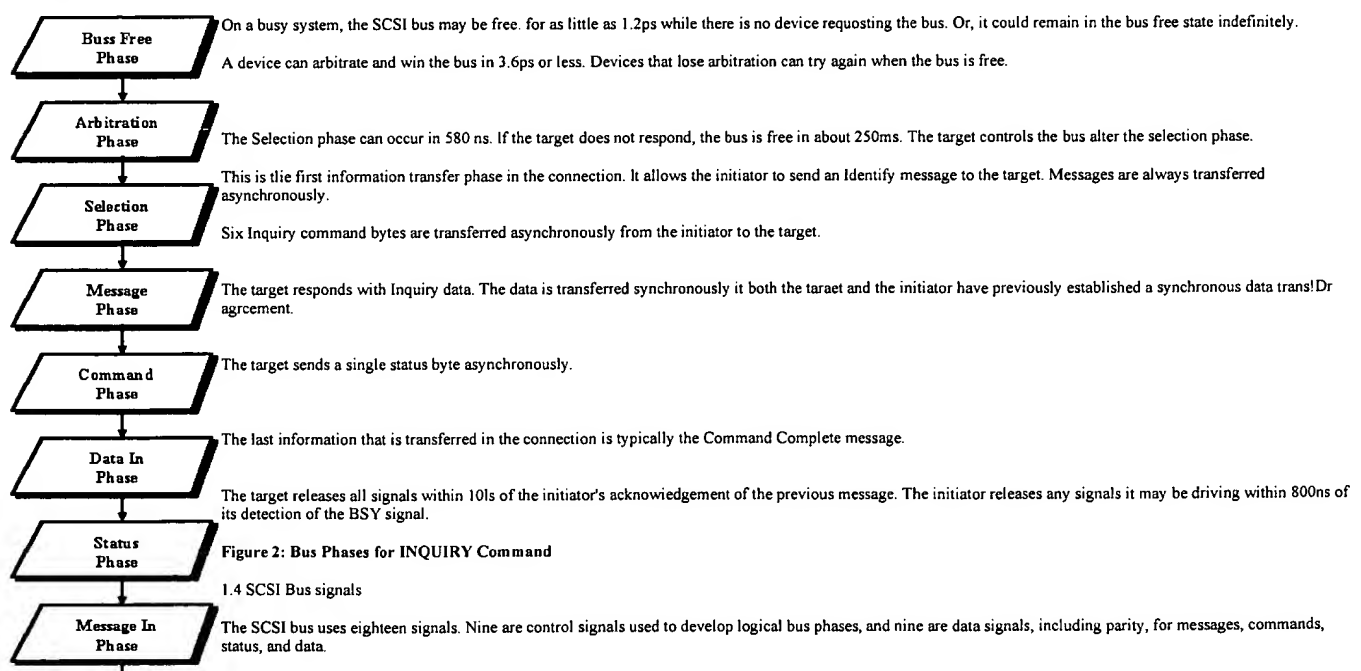 Buss Free
Phase
On a busy system, the SCSI bus may be free. for as little as 1.2ps while there is no device requosting the bus. Or, it could remain in the bus free state indefinitely.
A device can arbitrate and win the bus in 3.6ps or less. Devices that lose arbitration can try again when the bus is free.
Arbitration
Phase
The Selection phase can occur in 580 ns. If the target does not respond, the bus is free in about 250ms. The target controls the bus alter the selection phase.
This is tlie first information transfer phase in the connection. It allows the initiator to send an Identify message to the target. Messages are always transferred
asynchronously.
Selection
Phase
Six Inquiry command bytes are transferred asynchronously from the initiator to the target.
Message
Phase
The target responds with Inquiry data. The data is transferred synchronously it both the taraet and the initiator have previously established a synchronous data trans!Dr
agrcement.
Command
Phase
The target sends a single status byte asynchronously.
The last information that is transferred in the connection is typically the Command Complete message.
Data In
Phase
The target releases all signals within 10ls of the initiator's acknowiedgement of the previous message. The initiator releases any signals it may be driving within 800ns of
its detection of the BSY signal.
Status
Phase
Figure 2: Bus Phases for INQUIRY Command
1.4 SCSI Bus signals
Message In
Phase
The SCSI bus uses eighteen signals. Nine are control signals used to develop logical bus phases, and nine are data signals, including parity, for messages, commands,
status, and data.